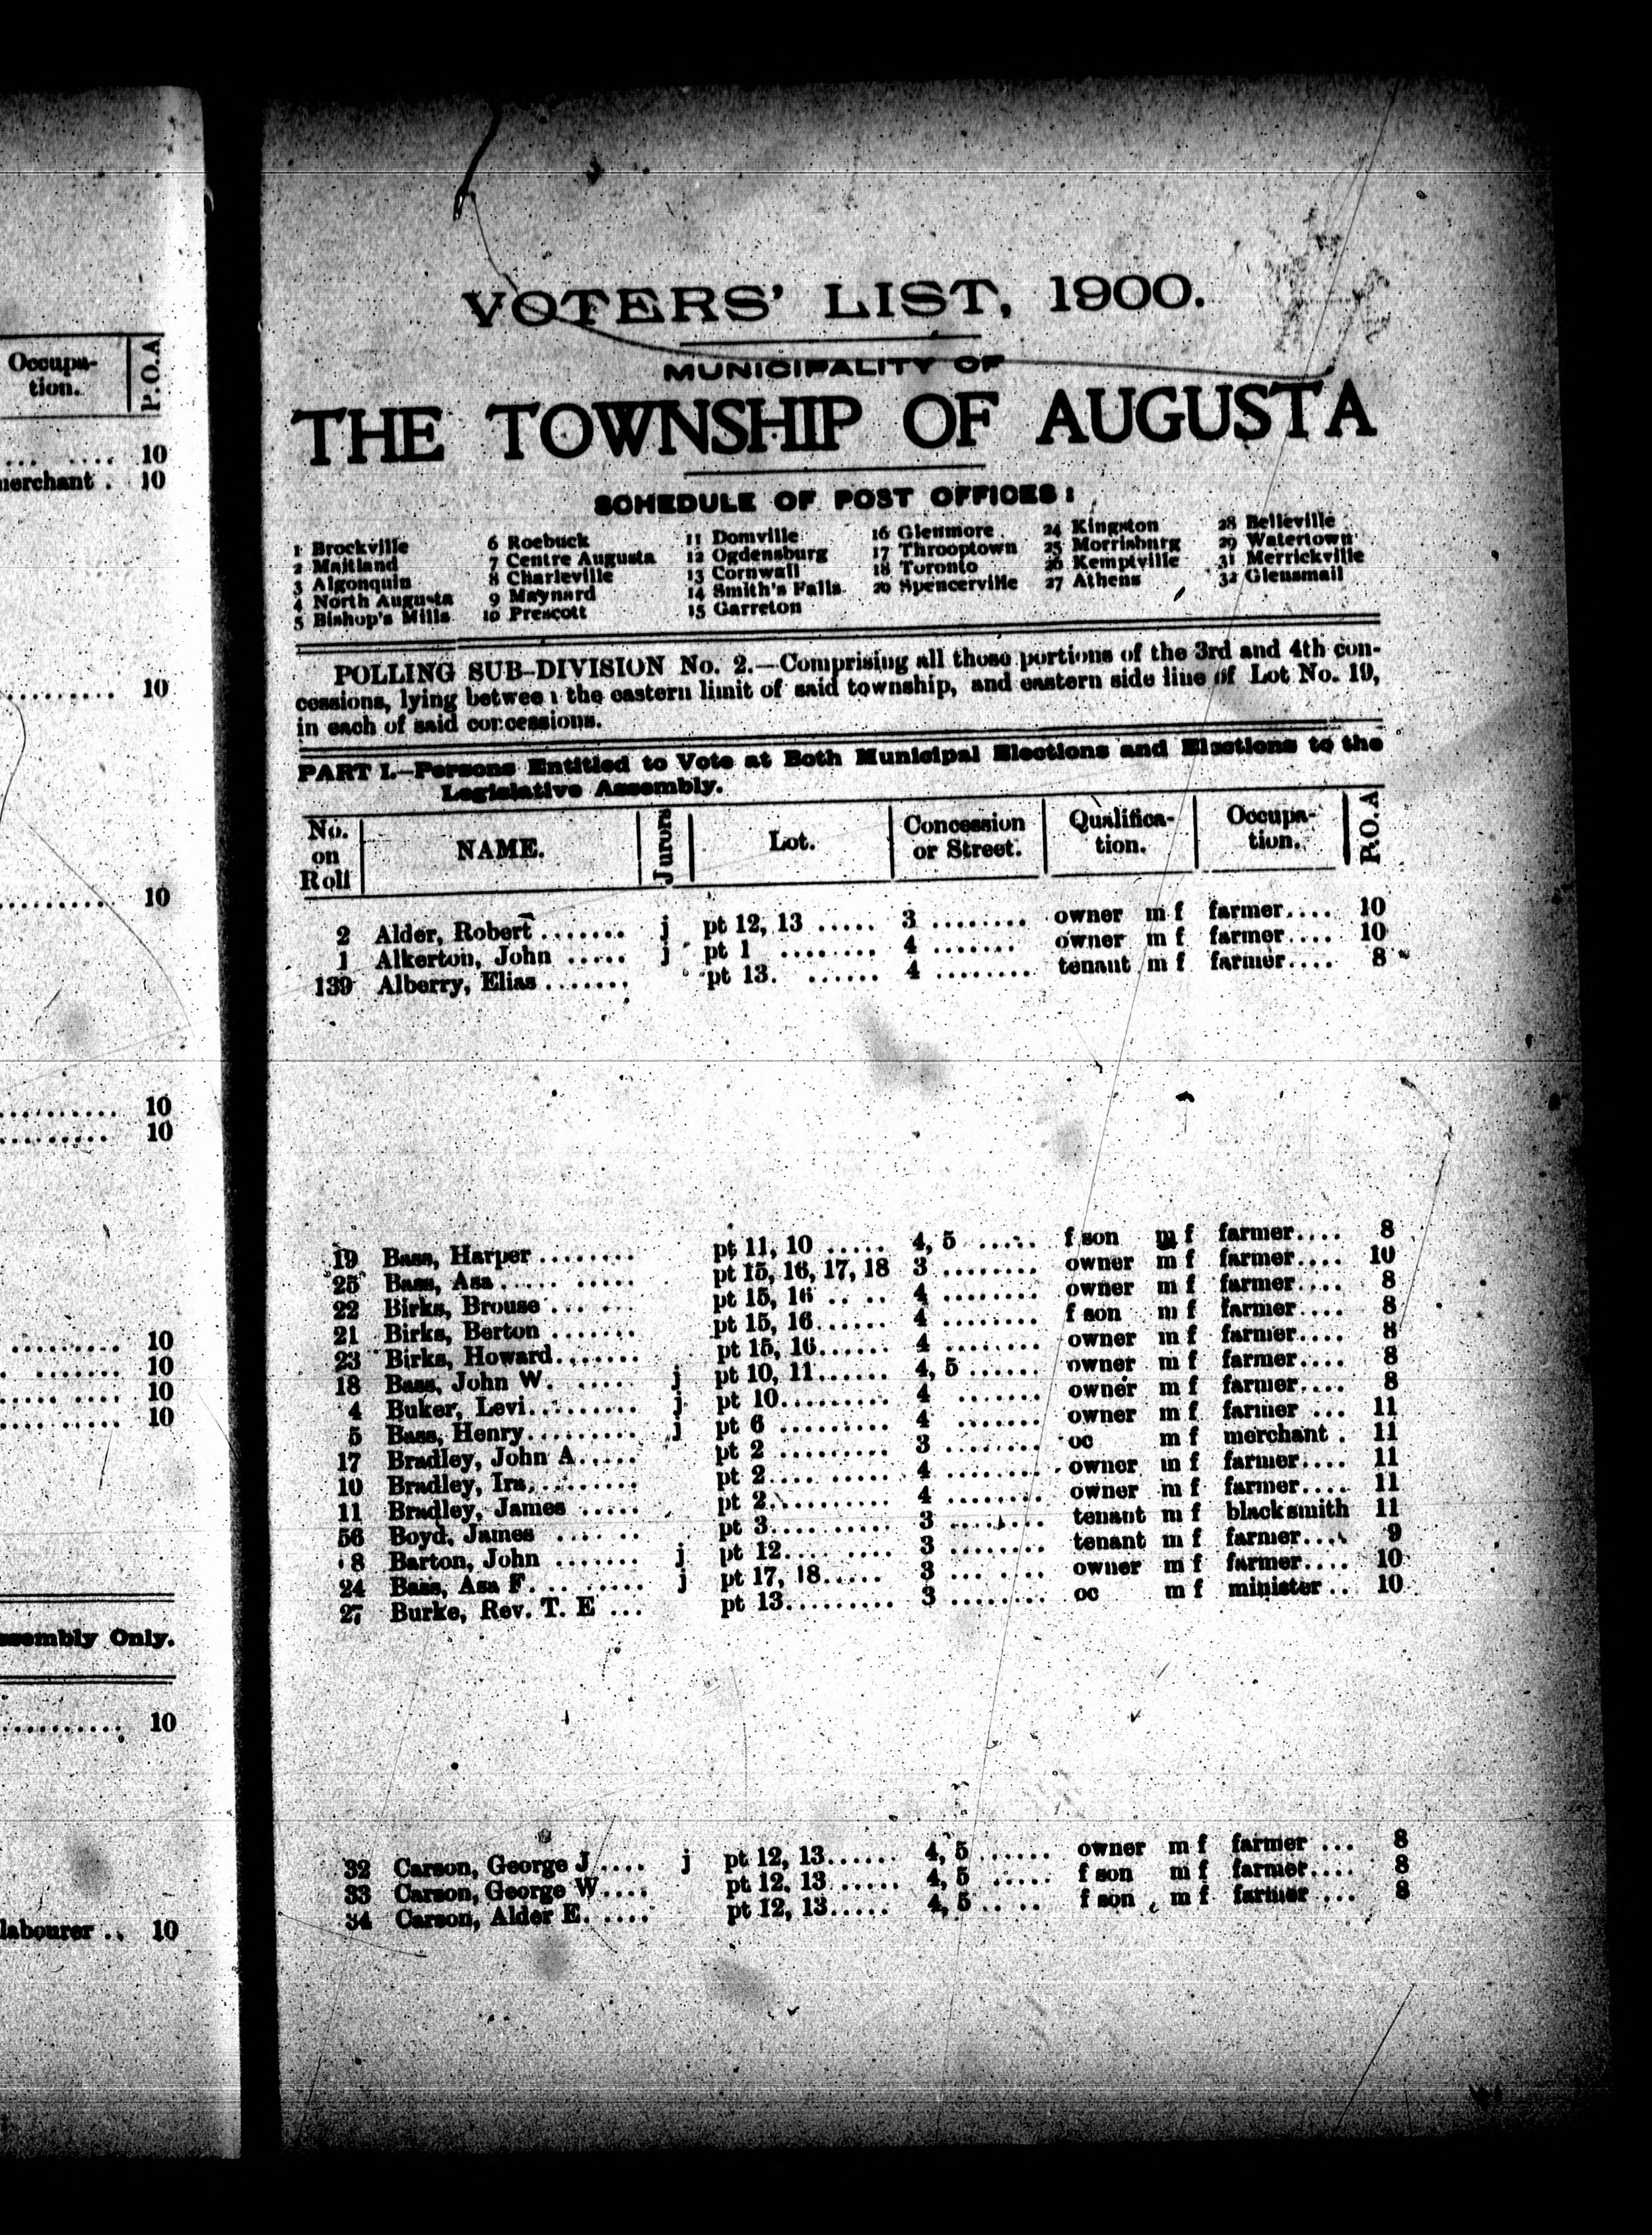 Occupa-
tion.
P.O.A
... .... 10
merchant . 10
......... 10
......... 10
.......... 10
......... 10
......... 10
....... 10
.... .... 10
.......... 10
Assembly Only.
.......... 10
labourer .. 10
VOTERS' LIST, 1900.
MUNICIPALITY OF
THE TOWNSHIP OF AUGUSTA
SCHEDULE OF POST OFFICES:
1 Brockville 6 Roebuck 11 Domville 16 Glenmore 24 Kingston 28 Belleville
2 Maitland 7 Centre Augusta 12 Ogdensburg 17 Throoptown 25 Morrisburg 29 Watertown
3 Algonquin 8 Charleville 13 Cornwall 18 Toronto 26 Kemptville 31 Merrickville
4 North Augusta 9 Maynard 14 Smith's Falls 20 Spencerville 27 Athens 32 Glensmail
5 Bishop's Mills 10 Prescott 15 Garreton
POLLING SUB-DIVISION No. 2.—Comprising all those portions of the 3rd and 4th con-
cessions, lying between the eastern limit of said township, and eastern side line of Lot No. 19,
in each of said concessions.
PART I.—Persons Entitled to Vote at Both Municipal Elections and Elections to the
Legislative Assembly.
No. on Roll NAME. Jurors Lot. Concession or Street. Qualifica-tion. Occupa-tion. P.O.A
2 Alder, Robert ....... j pt 12, 13 ..... 3 ........ owner m f farmer.... 10
1 Alkerton, John ..... j pt 1 ........ 4 ....... owner m f farmer.... 10
139 Alberry, Elias ....... pt 13. ...... 4 ........ tenant m f farmer.... 8
19 Bass, Harper ........ pt 11, 10 ..... 4, 5 ..... f son m f farmer.... 8
25 Bass, Asa ..... ..... pt 15, 16, 17, 18 3 ........ owner m f farmer.... 10
22 Birks, Brouse ... ... pt 15, 16 .. .. 4 ........ owner m f farmer.... 8
21 Birks, Berton ....... pt 15, 16...... 4 ........ f son m f farmer.... 8
23 Birks, Howard....... pt 15, 16...... 4 ........ owner m f farmer.... 8
18 Bass, John W. ..... j pt 10, 11...... 4, 5 ...... owner m f farmer.... 8
4 Buker, Levi.......... j pt 10......... 4 ....... owner m f farmer.... 8
5 Bass, Henry.......... j pt 6 ......... 4 ....... owner m f farmer ... 11
17 Bradley, John A..... pt 2 .......... 3 ........ oc m f merchant . 11
10 Bradley, Ira......... pt 2.... ...... 4 ........ owner m f farmer.... 11
11 Bradley, James ..... pt 2.......... 4 ........ owner m f farmer.... 11
56 Boyd, James .... .. pt 3.... ..... 3 ........ tenant m f blacksmith 11
8 Barton, John ....... j pt 12.... .... 3 ........ tenant m f farmer.... 9
24 Bass, Asa F. .. ..... j pt 17, 18..... 3 ... .... owner m f farmer.... 10
27 Burke, Rev. T. E ... pt 13......... 3 ........ oc m f minister .. 10
32 Carson, George J .... j pt 12, 13...... 4, 5 ...... owner m f farmer ... 8
33 Carson, George W.... pt 12, 13...... 4, 5 ..... f son m f farmer.... 8
34 Carson, Alder E. .... pt 12, 13..... 4, 5 .. .. f son m f farmer ... 8